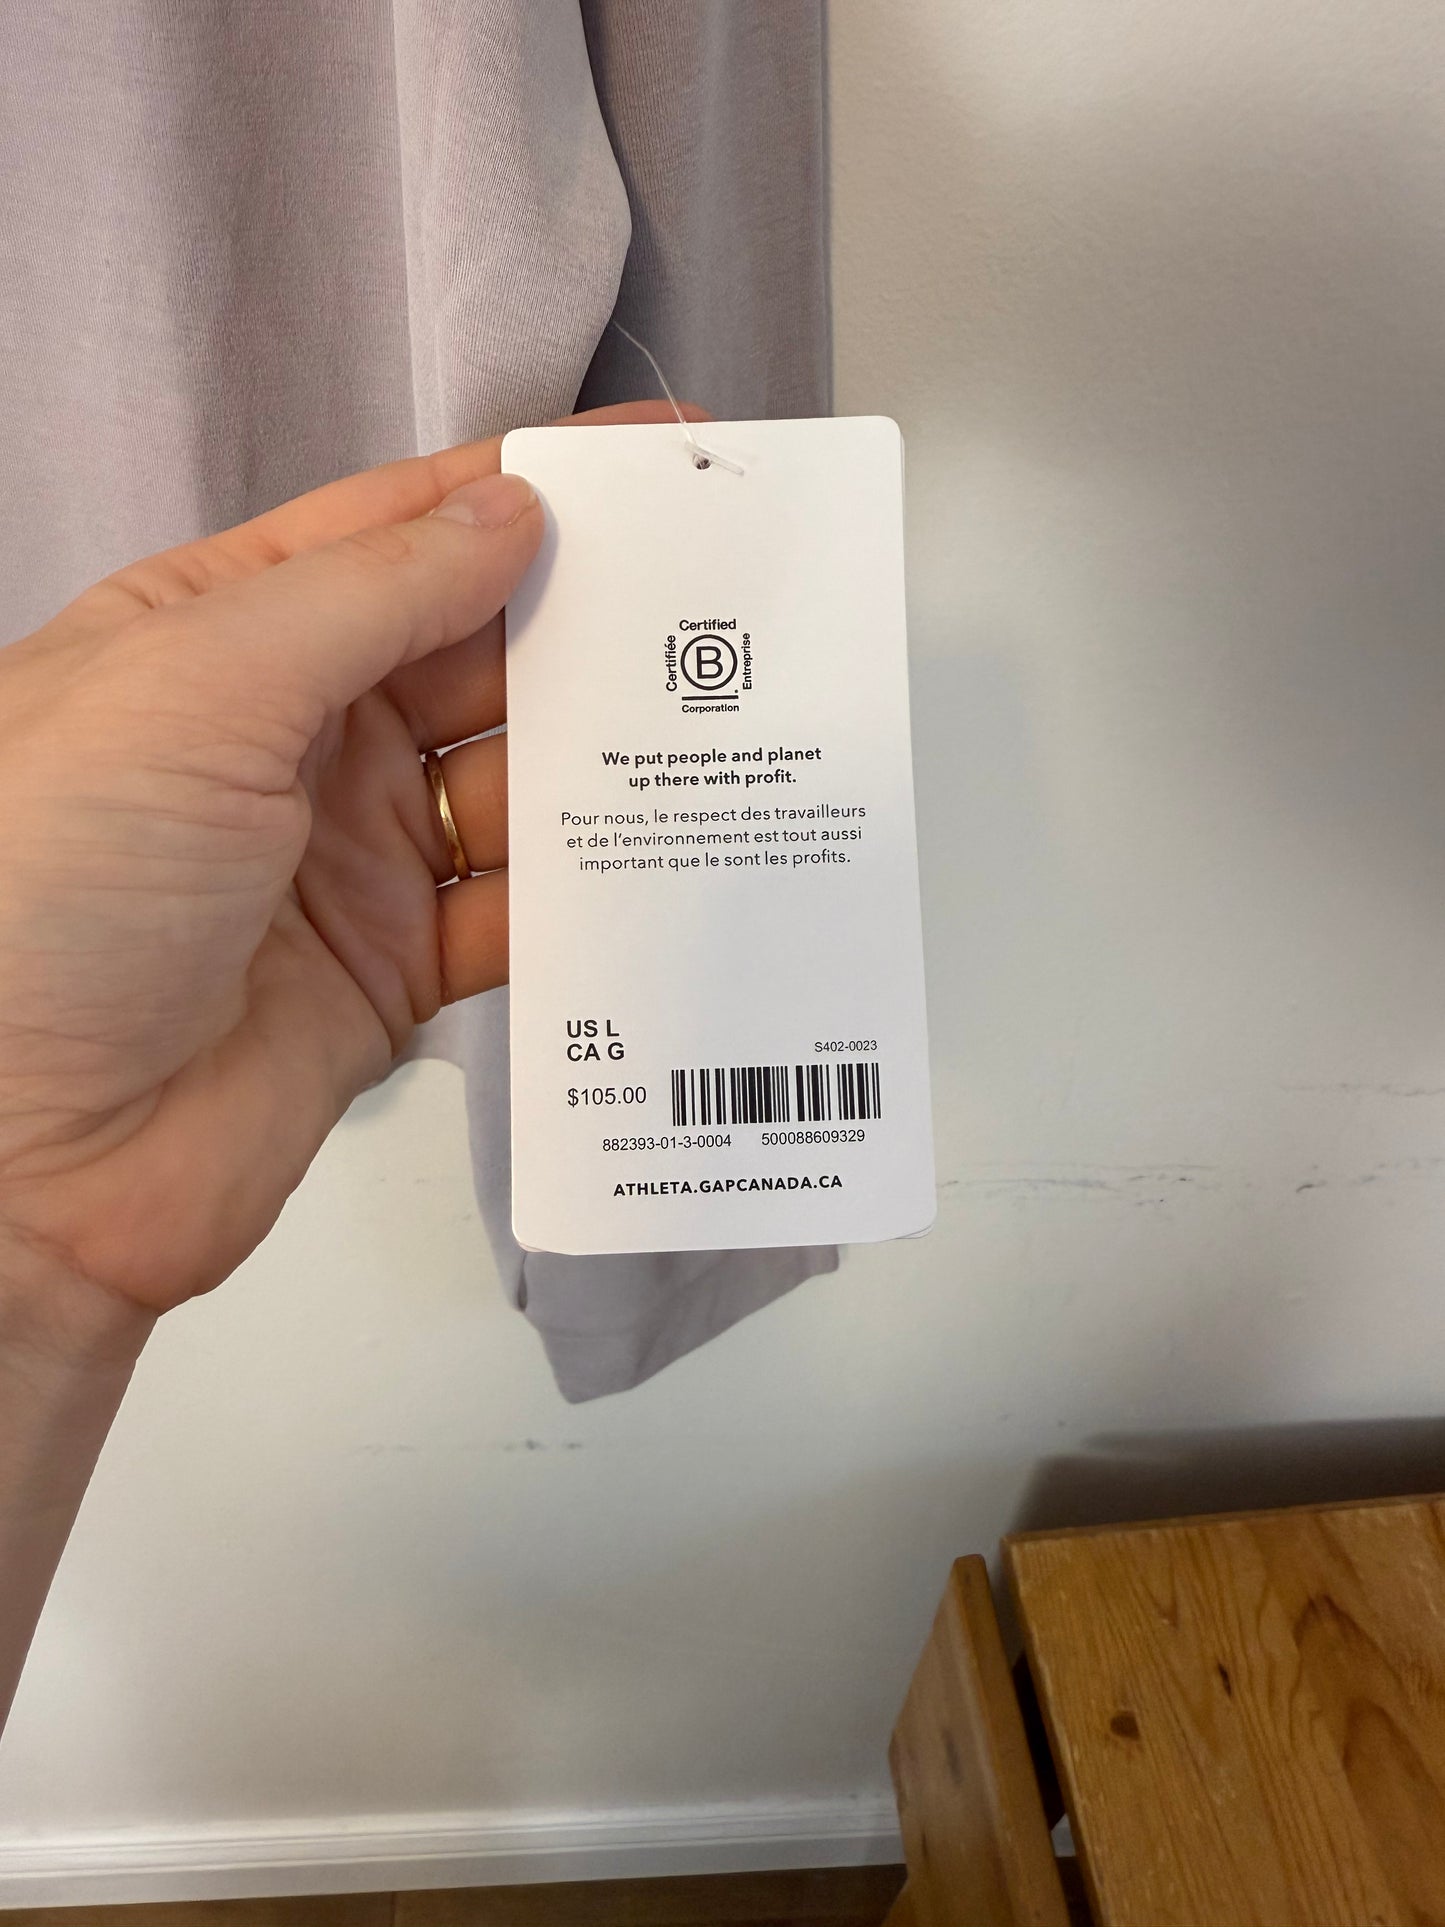 Certified
Certifiée
B
Entreprise
Corporation
We put people and planet
up there with profit.
Pour nous, le respect des travailleurs
et de l'environnement est tout aussi
important que le sont les profits.
US L
CA G
S402-0023
$105.00
882393-01-3-0004 500088609329
ATHLETA.GAPCANADA.CA